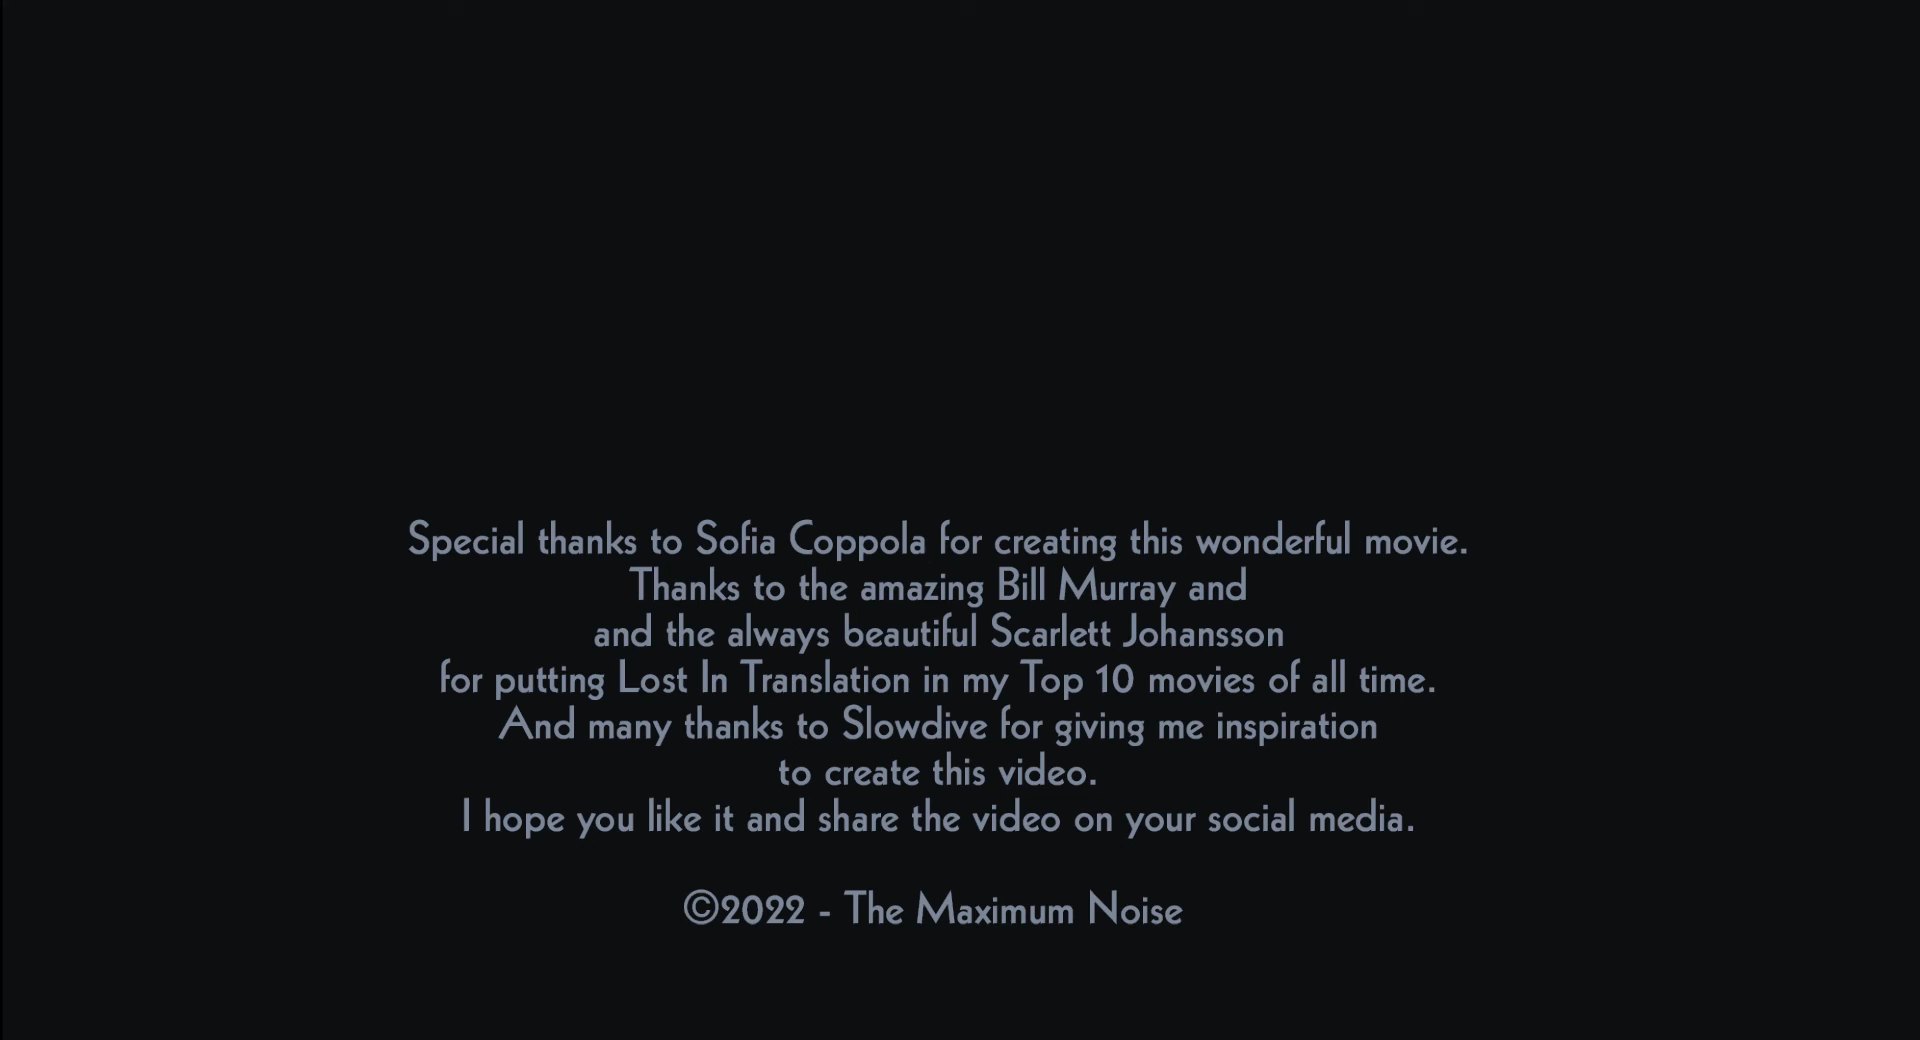 Special thanks to Sofia Coppola for creating this wonderful movie.
Thanks to the amazing Bill Murray and
and the always beautiful Scarlett Johansson
for putting Lost In Translation in my Top 10 movies of all time.
And many thanks to Slowdive for giving me inspiration
to create this video.
I hope you like it and share the video on your social media.
©2022 - The Maximum Noise